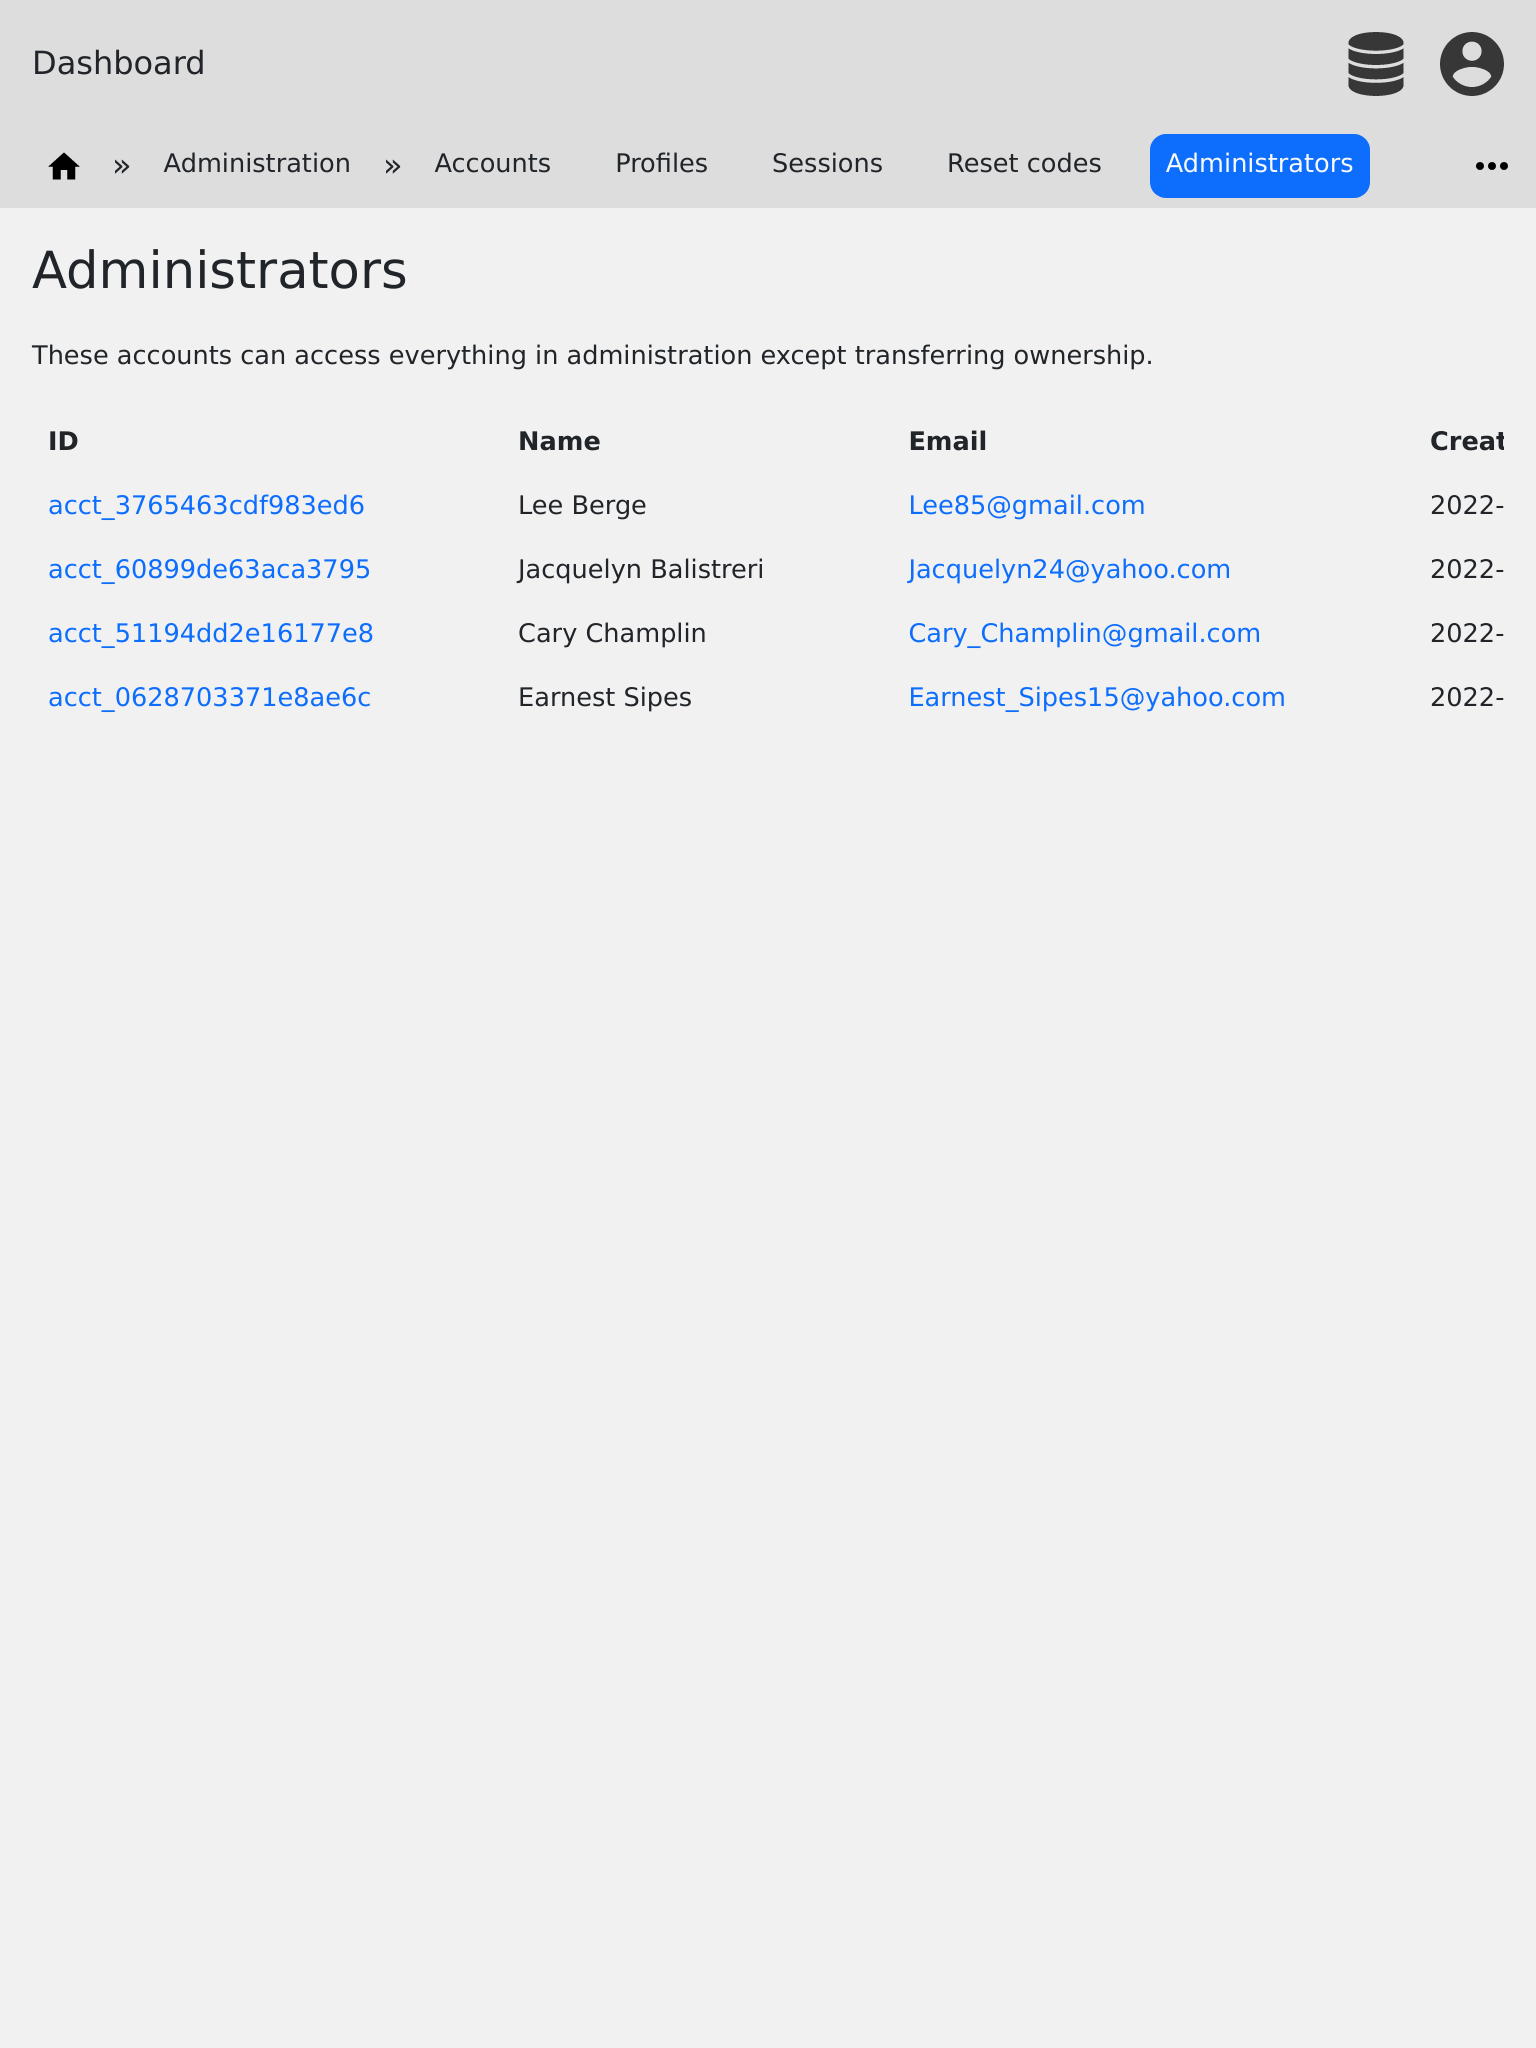 Dashboard
» Administration » Accounts Profiles Sessions Reset codes Administrators
Administrators
These accounts can access everything in administration except transferring ownership.
ID Name Email Creat
acct_3765463cdf983ed6 Lee Berge Lee85@gmail.com 2022-
acct_60899de63aca3795 Jacquelyn Balistreri Jacquelyn24@yahoo.com 2022-
acct_51194dd2e16177e8 Cary Champlin Cary_Champlin@gmail.com 2022-
acct_0628703371e8ae6c Earnest Sipes Earnest_Sipes15@yahoo.com 2022-